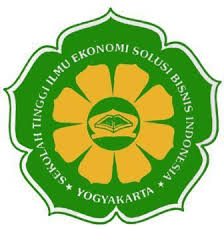 SEKOLAH TINGGI ILMU EKONOMI SOLUSI BISNIS INDONESIA
* YOGYAKARTA *